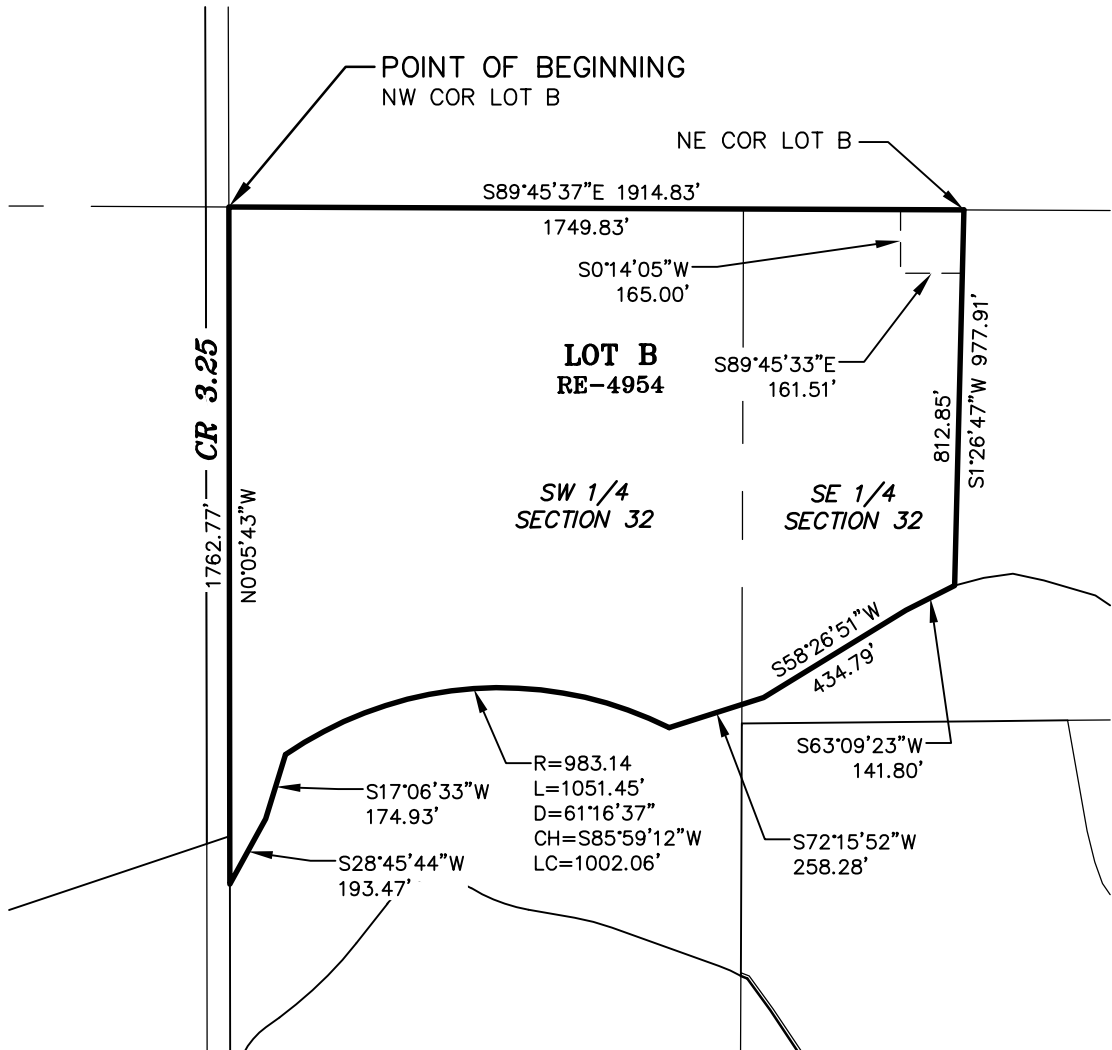 POINT OF BEGINNING
NW COR LOT B
NE COR LOT B
S89°45'37"E 1914.83'
1749.83'
S0°14'05"W
165.00'
S89°45'33"E
161.51'
LOT B
RE-4954
CR 3.25
1762.77'
N0°05'43"W
812.85'
S1°26'47"W 977.91'
SW 1/4
SECTION 32
SE 1/4
SECTION 32
S58°26'51"W
434.79'
S63°09'23"W
141.80'
S72°15'52"W
258.28'
R=983.14
L=1051.45'
D=61°16'37"
CH=S85°59'12"W
LC=1002.06'
S17°06'33"W
174.93'
S28°45'44"W
193.47'